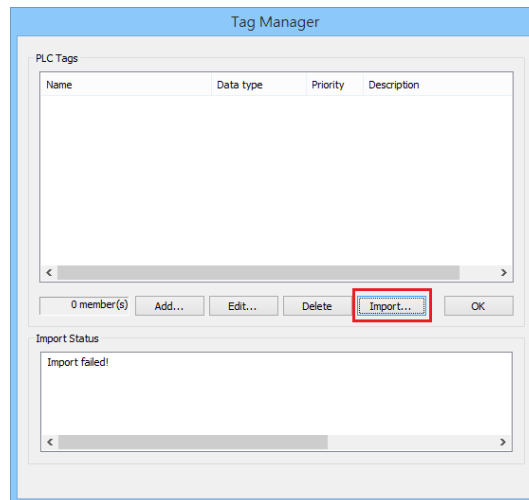 Tag Manager
PLC Tags
Name Data type Priority Description
0 member(s) Add... Edit... Delete Import... OK
Import Status
Import failed!